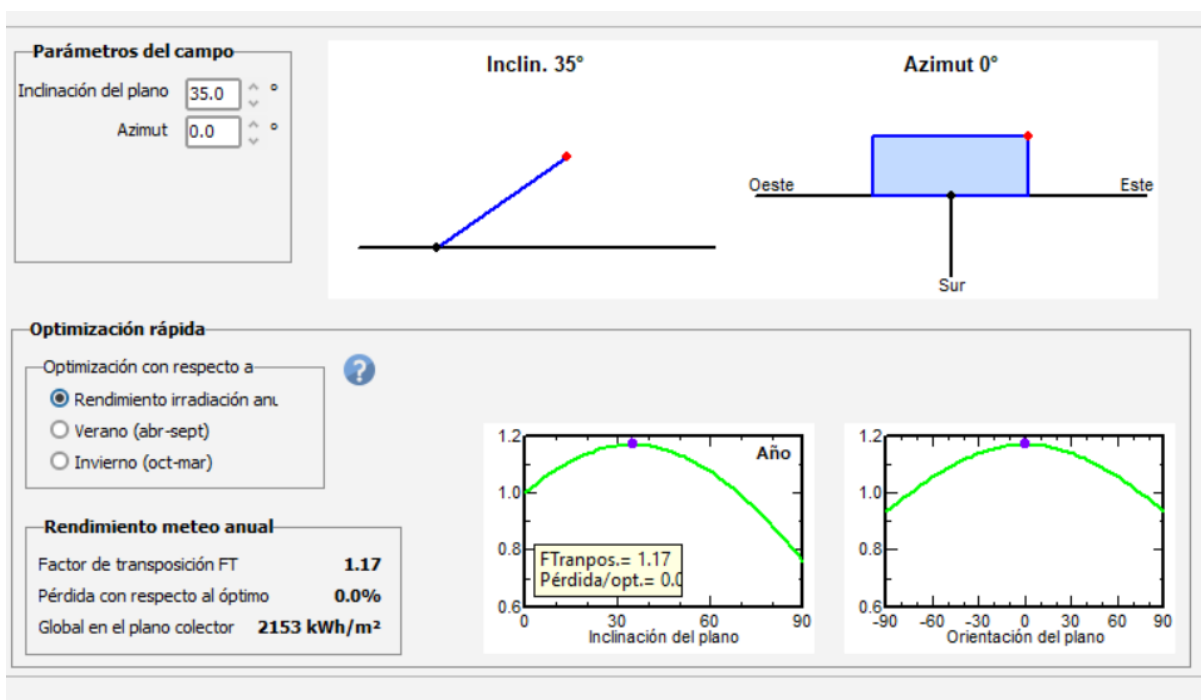 Parámetros del campo
Inclinación del plano 35.0 °
Azimut 0.0 °
Inclin. 35°
Azimut 0°
Oeste
Este
Sur
Optimización rápida
Optimización con respecto a
Rendimiento irradiación anu
Verano (abr-sept)
Invierno (oct-mar)
?
Rendimiento meteo anual
Factor de transposición FT 1.17
Pérdida con respecto al óptimo 0.0%
Global en el plano colector 2153 kWh/m²
1.2
1.0
0.8
0.6
Año
FTranpos.= 1.17
Pérdida/opt.= 0.0
0 30 60 90
Inclinación del plano
1.2
1.0
0.8
0.6
-90 -60 -30 0 30 60 90
Orientación del plano